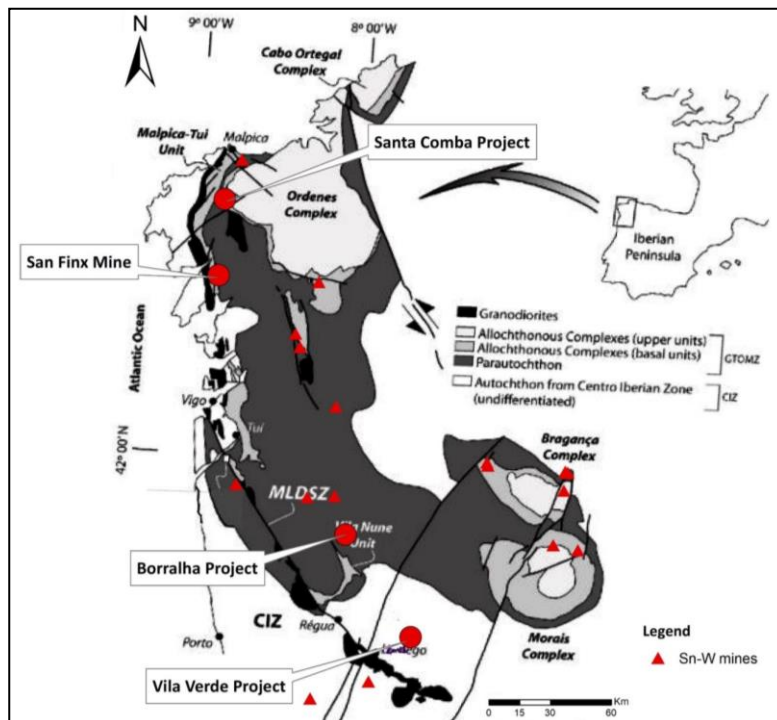 9º 00'W
8º 00'W
N
Cabo Ortegal
Complex
Malpica-Tui
Unit
Malpica
Santa Comba Project
Ordenes
Complex
San Finx Mine
Iberian
Peninsula
Atlantic Ocean
Granodiorites
Allochthonous Complexes (upper units)
Allochthonous Complexes (basal units)
GTOMZ
Parautochthon
Autochthon from Centro Iberian Zone
(undifferentiated)
CIZ
Vigo
Tui
42º 00'N
Bragança
Complex
MLDSZ
Vila Nune
Unit
Borralha Project
CIZ
Régua
Porto
Morais
Complex
Legend
Sn-W mines
Vila Verde Project
0 15 30 60 Km